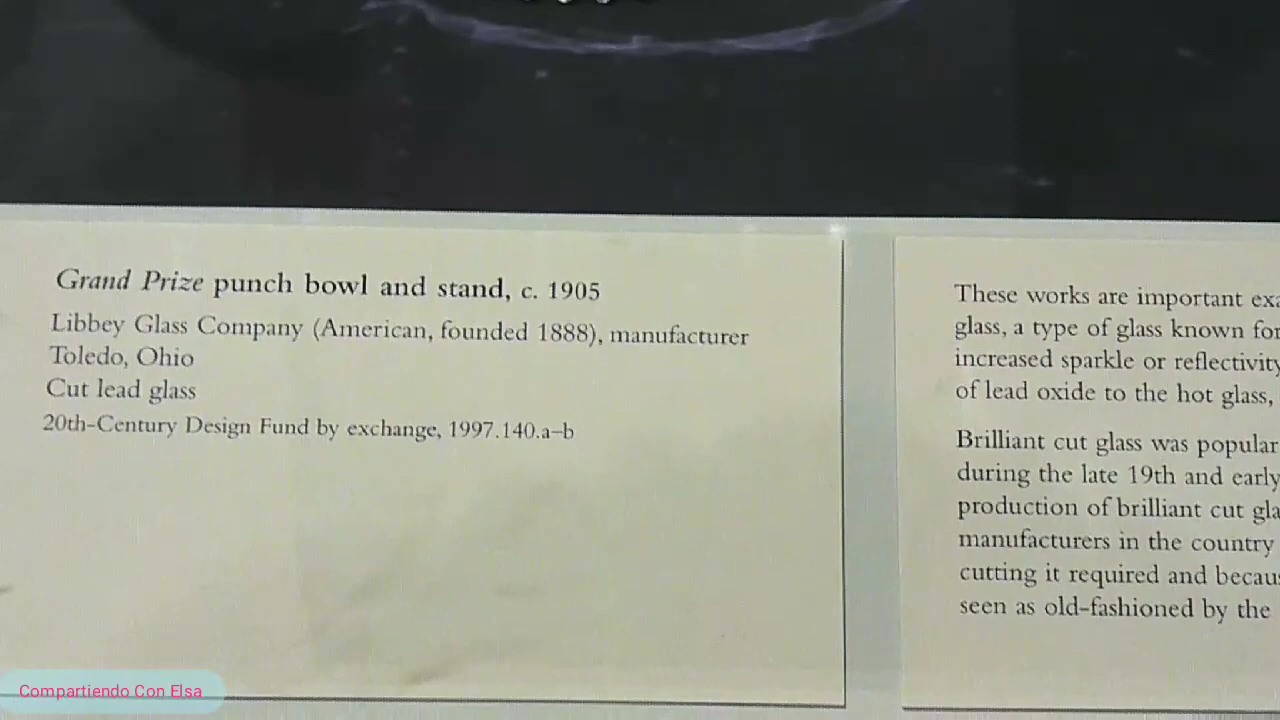 Grand Prize punch bowl and stand, c. 1905
Libbey Glass Company (American, founded 1888), manufacturer
Toledo, Ohio
Cut lead glass
20th-Century Design Fund by exchange, 1997.140.a–b
These works are important
glass, a type of glass known for
increased sparkle or reflectivity
of lead oxide to the hot glass,
Brilliant cut glass was popular
during the late 19th and early
production of brilliant cut
manufacturers in the country
cutting it required and
seen as old-fashioned by the
Compartiendo Con Elsa